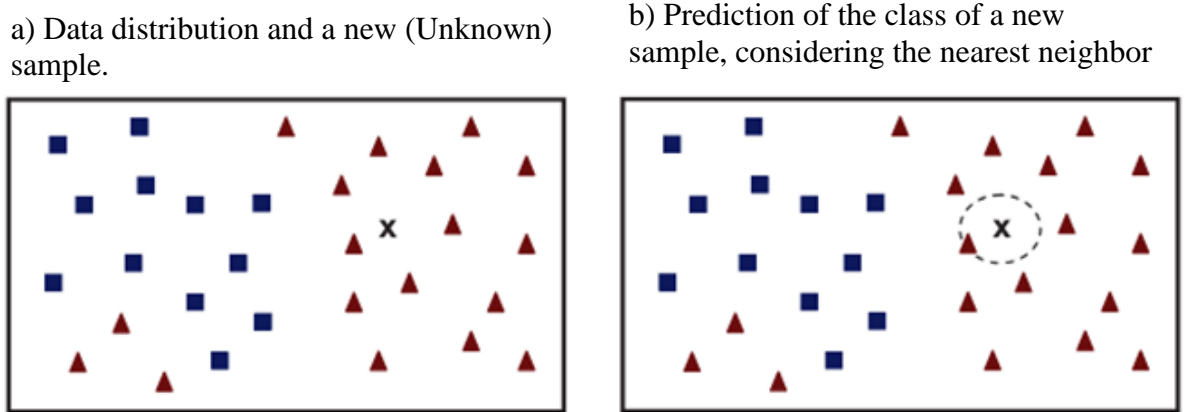 a) Data distribution and a new (Unknown)
sample.
b) Prediction of the class of a new
sample, considering the nearest neighbor
x
x